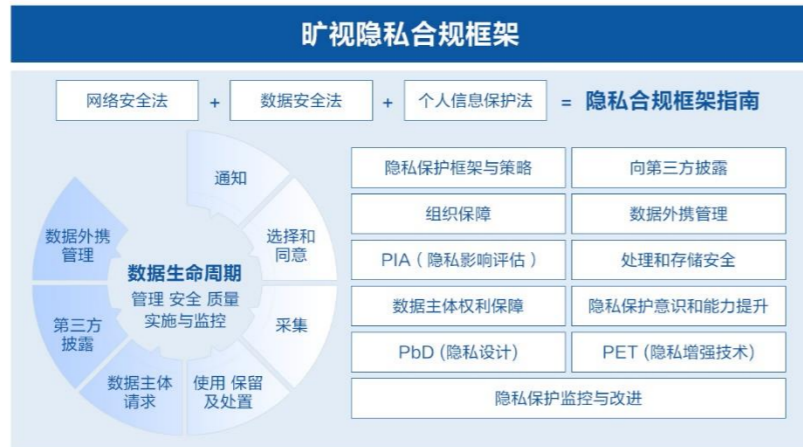 旷视隐私合规框架
网络安全法 + 数据安全法 + 个人信息保护法 = 隐私合规框架指南
通知
选择和
同意
采集
使用 保留
及处置
数据主体
请求
第三方
披露
数据外携
管理
数据生命周期
管理 安全 质量
实施与监控
隐私保护框架与策略
向第三方披露
组织保障
数据外携管理
PIA（隐私影响评估）
处理和存储安全
数据主体权利保障
隐私保护意识和能力提升
PbD (隐私设计)
PET (隐私增强技术)
隐私保护监控与改进